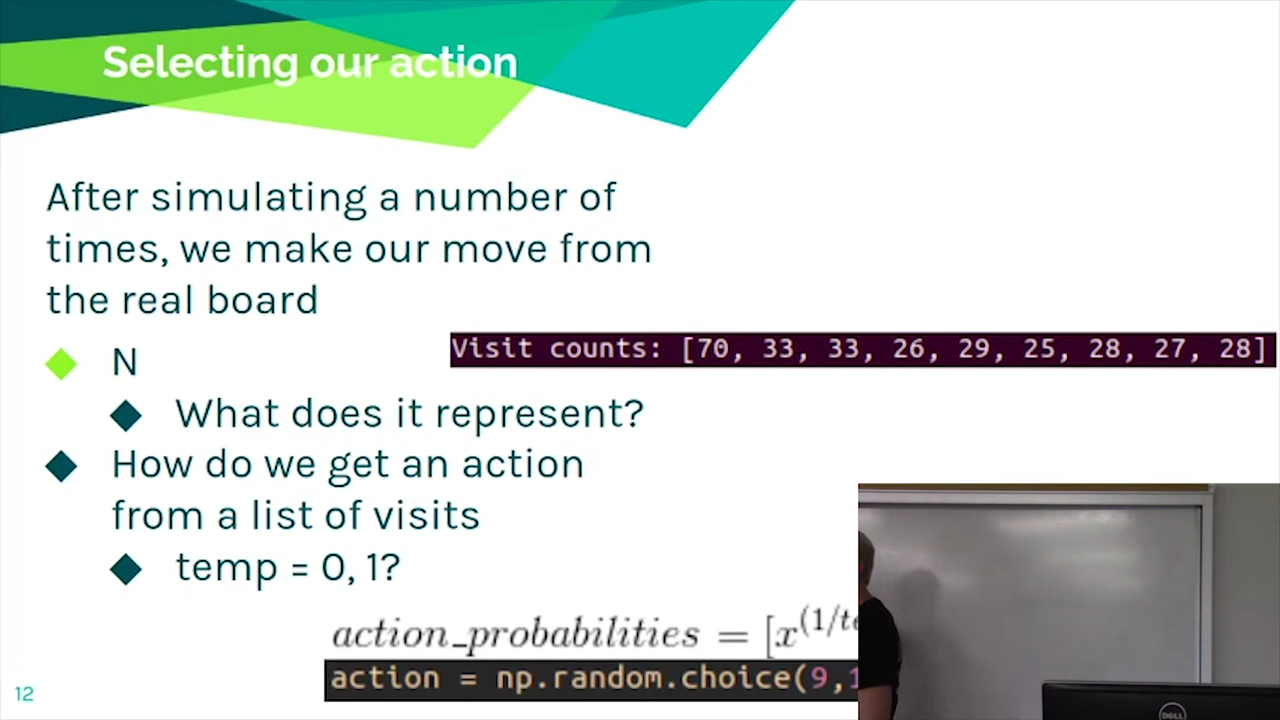 Selecting our action
After simulating a number of
times, we make our move from
the real board
N
Visit counts: [70, 33, 33, 26, 29, 25, 28, 27, 28]
What does it represent?
How do we get an action
from a list of visits
temp = 0, 1?
action_probabilities = [x^(1/te
action = np.random.choice(9,1
12
DELL